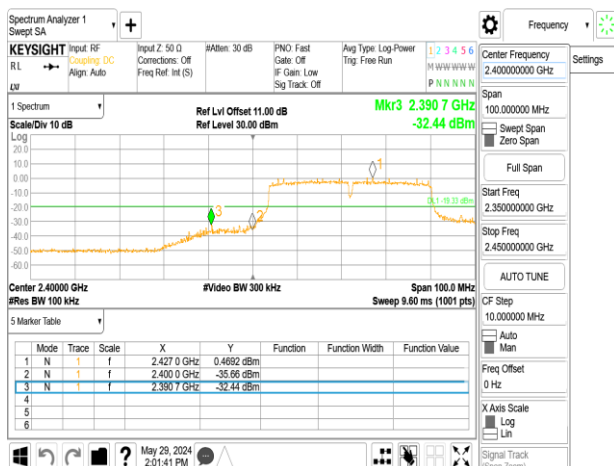 Spectrum Analyzer 1
Swept SA
Frequency
KEYSIGHT
RL
LXI
Input: RF
Coupling: DC
Align: Auto
Input Z: 50 Ω
Corrections: Off
Freq Ref: Int (S)
#Atten: 30 dB
PNO: Fast
Gate: Off
IF Gain: Low
Sig Track: Off
Avg Type: Log-Power
Trig: Free Run
1 2 3 4 5 6
M W W W W W
P N N N N N
1 Spectrum
Scale/Div 10 dB
Log
Ref Lvl Offset 11.00 dB
Ref Level 30.00 dBm
Mkr3 2.390 7 GHz
-32.44 dBm
20.0
10.0
0.00
-10.0
-20.0
-30.0
-40.0
-50.0
-60.0
1
2
3
DL1 -19.33 dBm
Center 2.40000 GHz
#Res BW 100 kHz
#Video BW 300 kHz
Span 100.0 MHz
Sweep 9.60 ms (1001 pts)
5 Marker Table
Mode Trace Scale X Y Function Function Width Function Value
1 N 1 f 2.427 0 GHz 0.4692 dBm
2 N 1 f 2.400 0 GHz -35.66 dBm
3 N 1 f 2.390 7 GHz -32.44 dBm
4
5
6
May 29, 2024
2:01:41 PM
Center Frequency
2.400000000 GHz
Settings
Span
100.000000 MHz
Swept Span
Zero Span
Full Span
Start Freq
2.350000000 GHz
Stop Freq
2.450000000 GHz
AUTO TUNE
CF Step
10.000000 MHz
Auto
Man
Freq Offset
0 Hz
X Axis Scale
Log
Lin
Signal Track
(Span Zoom)